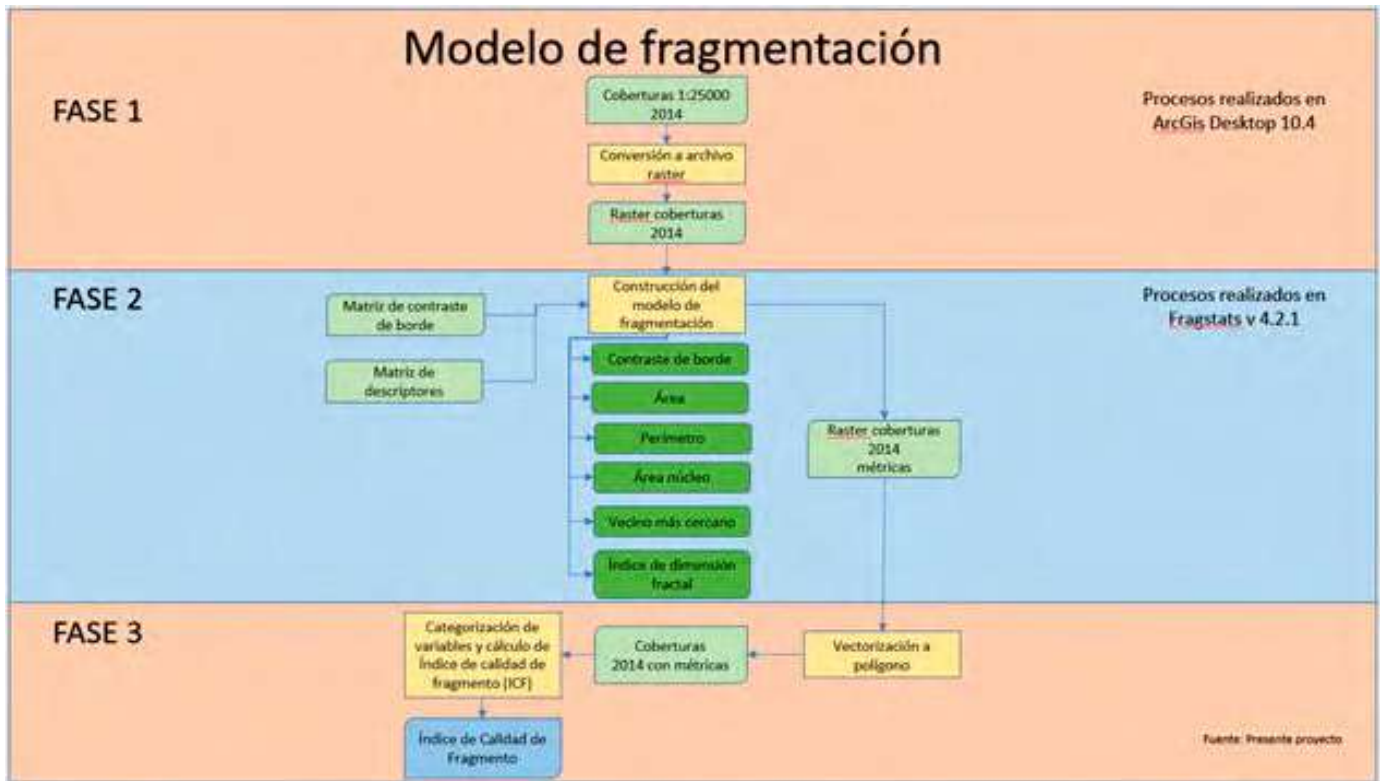 Modelo de fragmentación
FASE 1
Coberturas 1:25000
2014
Procesos realizados en
ArcGis Desktop 10.4
Conversión a archivo
raster
Raster coberturas
2014
FASE 2
Matriz de contraste
de borde
Matriz de
descriptores
Construcción del
modelo de
fragmentación
Procesos realizados en
Fragstats v 4.2.1
Contraste de borde
Área
Perímetro
Área núcleo
Vecino más cercano
Índice de dimensión
fractal
Raster coberturas
2014
métricas
FASE 3
Categorización de
variables y cálculo de
Índice de calidad de
fragmento (ICF)
Coberturas
2014 con métricas
Vectorización a
polígono
Índice de Calidad de
Fragmento
Fuente: Presente proyecto